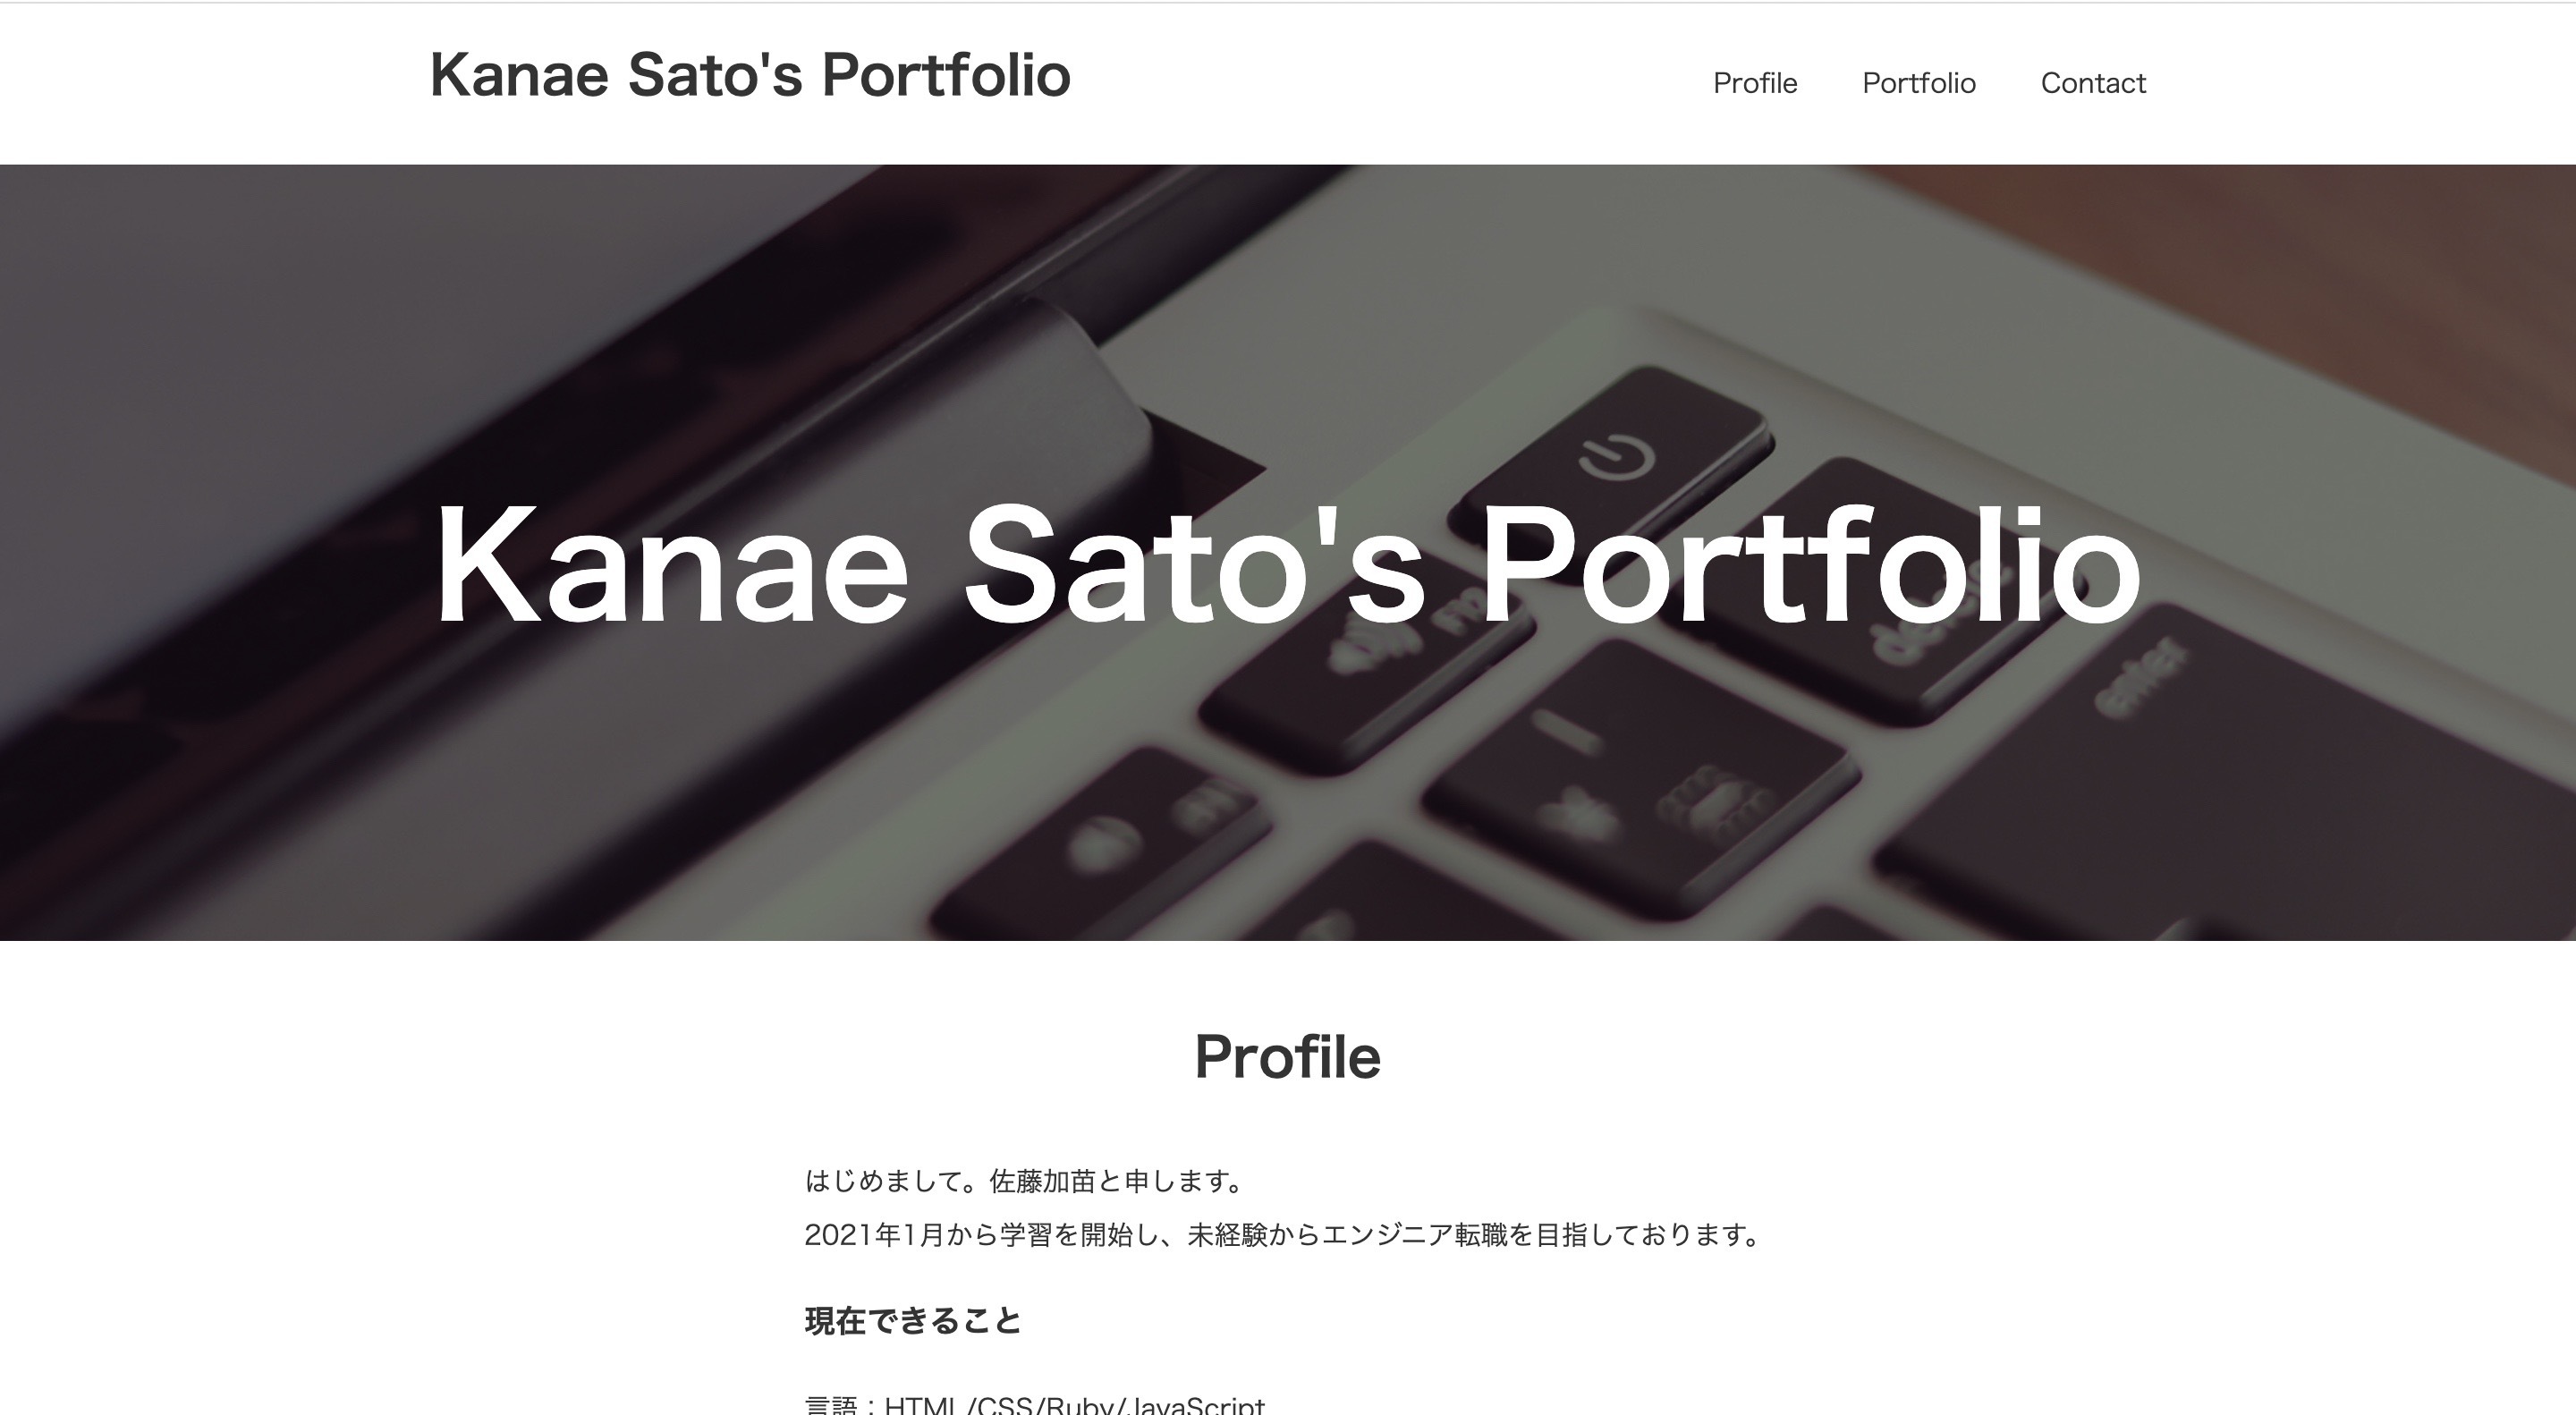 Kanae Sato's Portfolio
Profile Portfolio Contact
Kanae Sato's Portfolio
F12
delete
enter
Profile
はじめまして。佐藤加苗と申します。
2021年1月から学習を開始し、未経験からエンジニア転職を目指しております。
現在できること
言語：HTML/CSS/Ruby/JavaScript